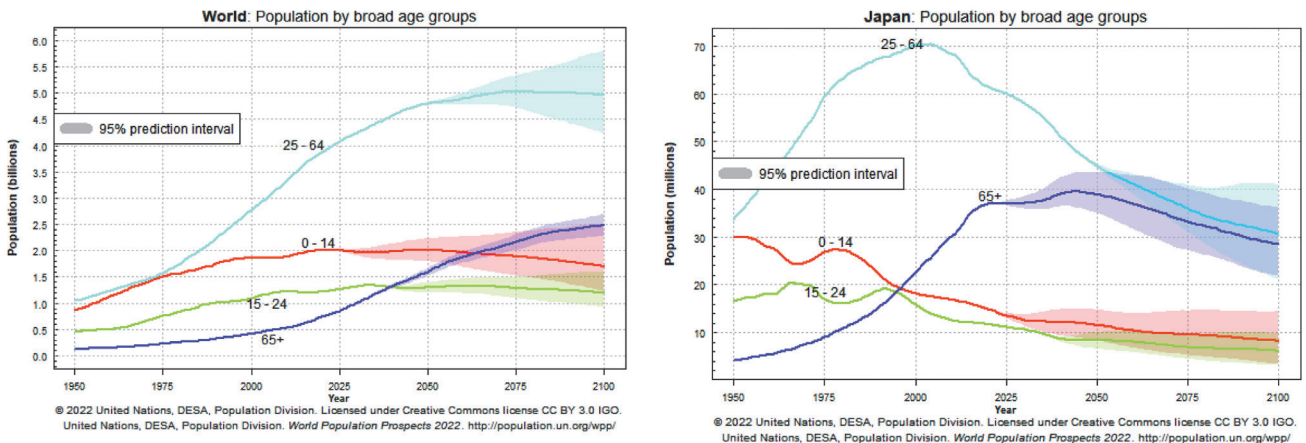 World: Population by broad age groups
6.0
5.5
5.0
4.5
4.0
3.5
3.0
2.5
2.0
1.5
1.0
0.5
0.0
Population (billions)
95% prediction interval
25 - 64
0 - 14
15 - 24
65+
1950 1975 2000 2025 2050 2075 2100
Year
© 2022 United Nations, DESA, Population Division. Licensed under Creative Commons license CC BY 3.0 IGO.
United Nations, DESA, Population Division. World Population Prospects 2022. http://population.un.org/wpp/
Japan: Population by broad age groups
70
60
50
40
30
20
10
Population (millions)
25 - 64
95% prediction interval
65+
0 - 14
15 - 24
1950 1975 2000 2025 2050 2075 2100
Year
© 2022 United Nations, DESA, Population Division. Licensed under Creative Commons license CC BY 3.0 IGO.
United Nations, DESA, Population Division. World Population Prospects 2022. http://population.un.org/wpp/